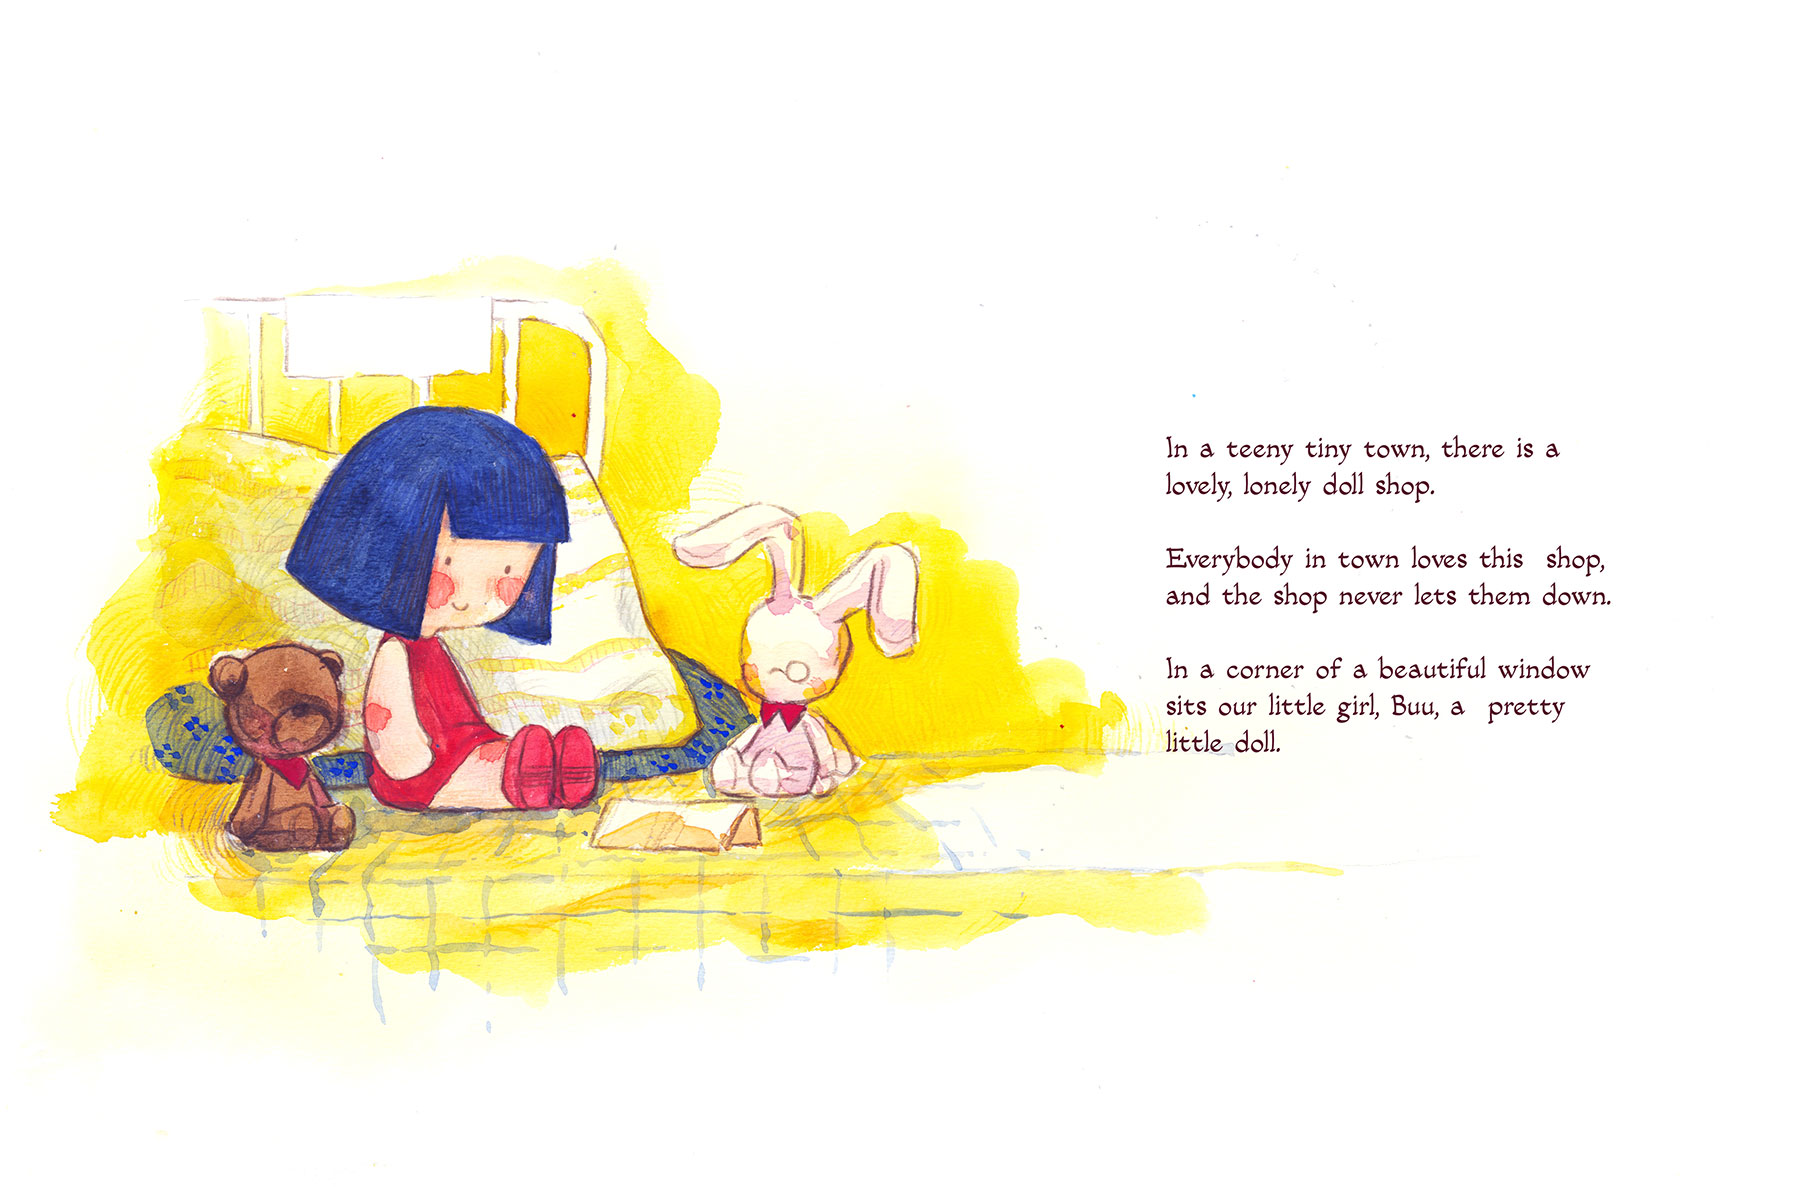 In a teeny tiny town, there is a
lovely, lonely doll shop.
Everybody in town loves this  shop,
and the shop never lets them down.
In a corner of a beautiful window
sits our little girl, Buu, a  pretty
little doll.